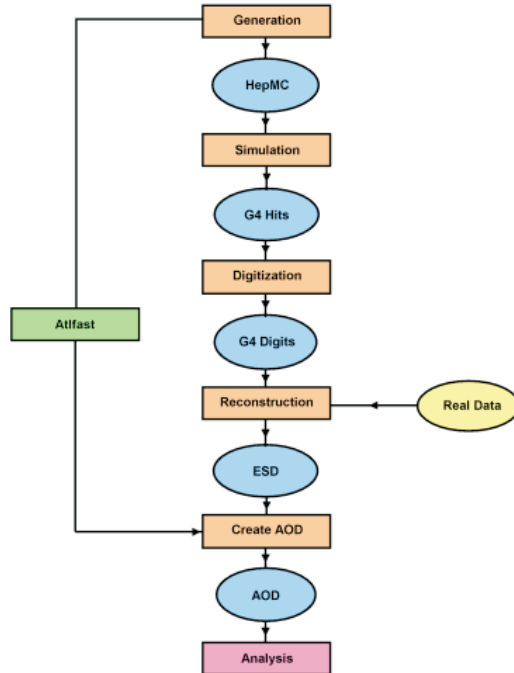 Generation
HepMC
Simulation
G4 Hits
Digitization
Atlfast
G4 Digits
Reconstruction
Real Data
ESD
Create AOD
AOD
Analysis